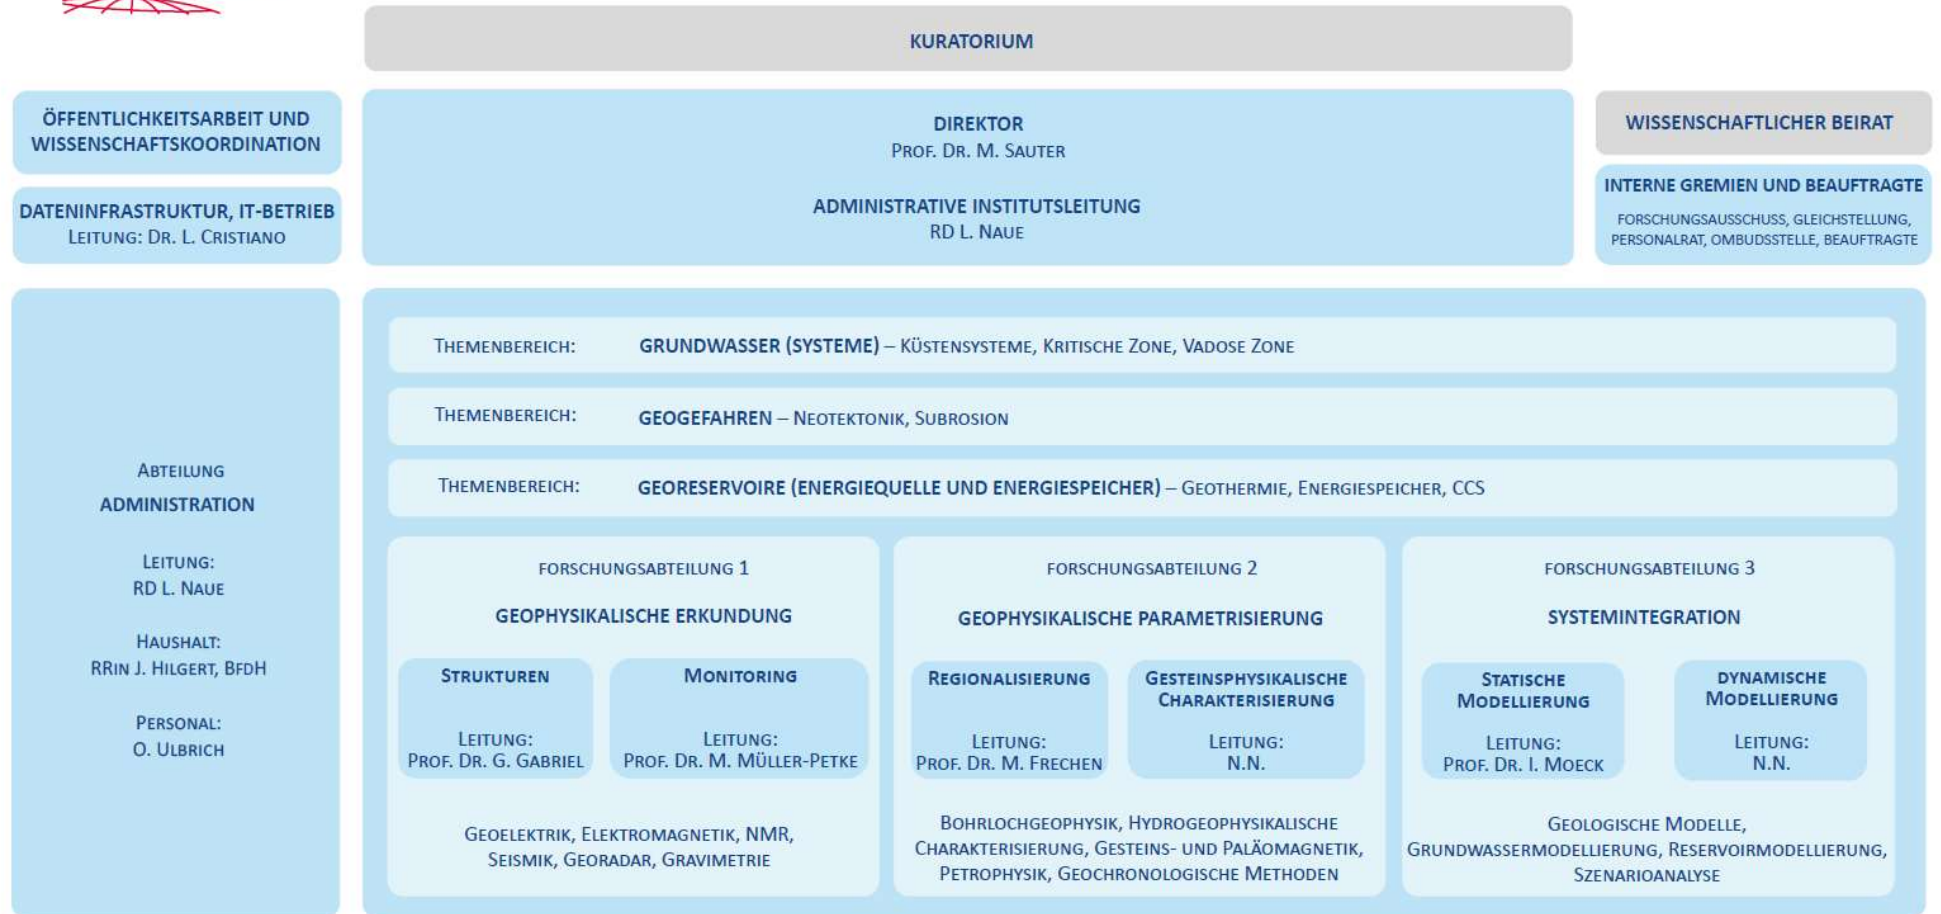 KURATORIUM
ÖFFENTLICHKEITSARBEIT UND
WISSENSCHAFTSKOORDINATION
DATENINFRASTRUKTUR, IT-BETRIEB
LEITUNG: DR. L. CRISTIANO
DIREKTOR
PROF. DR. M. SAUTER
ADMINISTRATIVE INSTITUTSLEITUNG
RD L. NAUE
WISSENSCHAFTLICHER BEIRAT
INTERNE GREMIEN UND BEAUFTRAGTE
FORSCHUNGSAUSSCHUSS, GLEICHSTELLUNG,
PERSONALRAT, OMBUDSSTELLE, BEAUFTRAGTE
ABTEILUNG
ADMINISTRATION
LEITUNG:
RD L. NAUE
HAUSHALT:
RRIN J. HILGERT, BFDH
PERSONAL:
O. ULBRICH
THEMENBEREICH: GRUNDWASSER (SYSTEME) – KÜSTENSYSTEME, KRITISCHE ZONE, VADOSE ZONE
THEMENBEREICH: GEOGEFAHREN – NEOTEKTONIK, SUBROSION
THEMENBEREICH: GEORESERVOIRE (ENERGIEQUELLE UND ENERGIESPEICHER) – GEOTHERMIE, ENERGIESPEICHER, CCS
FORSCHUNGSABTEILUNG 1
GEOPHYSIKALISCHE ERKUNDUNG
STRUKTUREN
LEITUNG:
PROF. DR. G. GABRIEL
MONITORING
LEITUNG:
PROF. DR. M. MÜLLER-PETKE
GEOELEKTRIK, ELEKTROMAGNETIK, NMR,
SEISMIK, GEORADAR, GRAVIMETRIE
FORSCHUNGSABTEILUNG 2
GEOPHYSIKALISCHE PARAMETRISIERUNG
REGIONALISIERUNG
LEITUNG:
PROF. DR. M. FRECHEN
GESTEINSPHYSIKALISCHE
CHARAKTERISIERUNG
LEITUNG:
N.N.
BOHRLOCHGEOPHYSIK, HYDROGEOPHYSIKALISCHE
CHARAKTERISIERUNG, GESTEINS- UND PALÄOMAGNETIK,
PETROPHYSIK, GEOCHRONOLOGISCHE METHODEN
FORSCHUNGSABTEILUNG 3
SYSTEMINTEGRATION
STATISCHE
MODELLIERUNG
LEITUNG:
PROF. DR. I. MOECK
DYNAMISCHE
MODELLIERUNG
LEITUNG:
N.N.
GEOLOGISCHE MODELLE,
GRUNDWASSERMODELLIERUNG, RESERVOIRMODELLIERUNG,
SZENARIOANALYSE